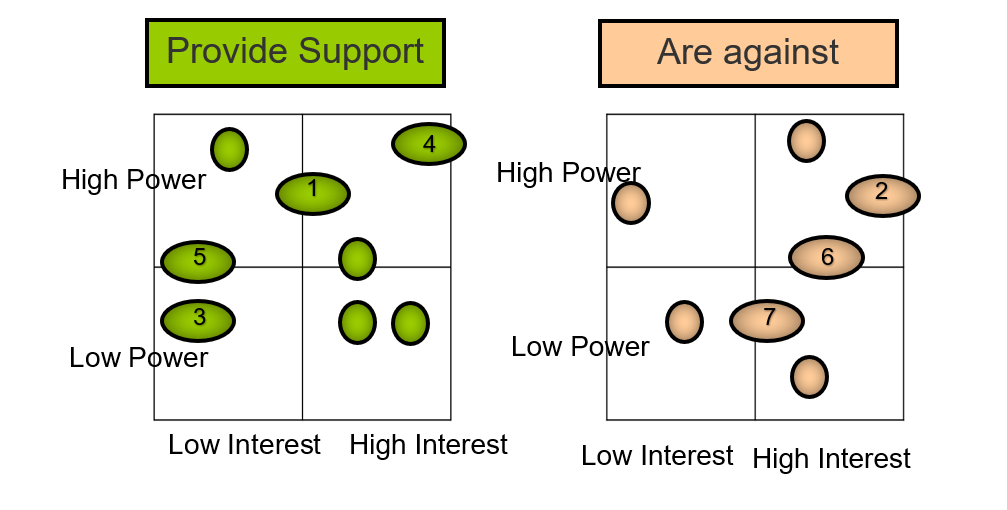 Provide Support
Are against
4
High Power
1
5
3
Low Power
Low Interest
High Interest
High Power
2
6
7
Low Power
Low Interest
High Interest